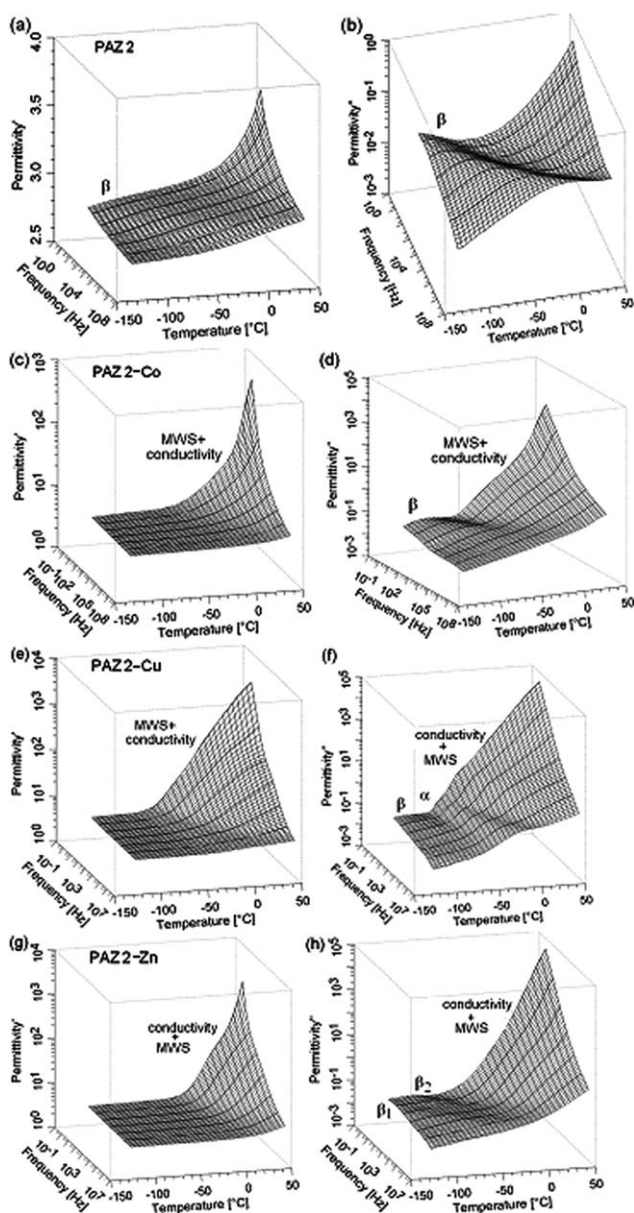 (a) PAZ 2
4.0
3.5
3.0
2.5
Permittivity'
β
10⁰
10⁴
10⁸
Frequency [Hz]
-150 -100 -50 0 50
Temperature [°C]
(b)
10⁰
10⁻¹
10⁻²
10⁻³
Permittivity"
β
10⁰
10⁴
10⁸
Frequency [Hz]
-150 -100 -50 0 50
Temperature [°C]
(c) PAZ 2-Co
10³
10²
10¹
10⁰
Permittivity'
MWS+
conductivity
10⁻¹ 10² 10⁵ 10⁸
Frequency [Hz]
-150 -100 -50 0 50
Temperature [°C]
(d)
10⁵
10³
10¹
10⁻¹
10⁻³
Permittivity"
MWS+
conductivity
β
10⁻¹ 10² 10⁵ 10⁸
Frequency [Hz]
-150 -100 -50 0 50
Temperature [°C]
(e) PAZ 2-Cu
10⁴
10³
10²
10¹
10⁰
Permittivity'
MWS+
conductivity
10⁻¹ 10³ 10⁷
Frequency [Hz]
-150 -100 -50 0 50
Temperature [°C]
(f)
10⁵
10³
10¹
10⁻¹
10⁻³
Permittivity"
conductivity
+
MWS
β α
10⁻¹ 10³ 10⁷
Frequency [Hz]
-150 -100 -50 0 50
Temperature [°C]
(g) PAZ 2-Zn
10⁴
10³
10²
10¹
10⁰
Permittivity'
conductivity
+
MWS
10⁻¹ 10³ 10⁷
Frequency [Hz]
-150 -100 -50 0 50
Temperature [°C]
(h)
10⁵
10³
10¹
10⁻¹
10⁻³
Permittivity"
conductivity
+
MWS
β₁ β₂
10⁻¹ 10³ 10⁷
Frequency [Hz]
-150 -100 -50 0 50
Temperature [°C]